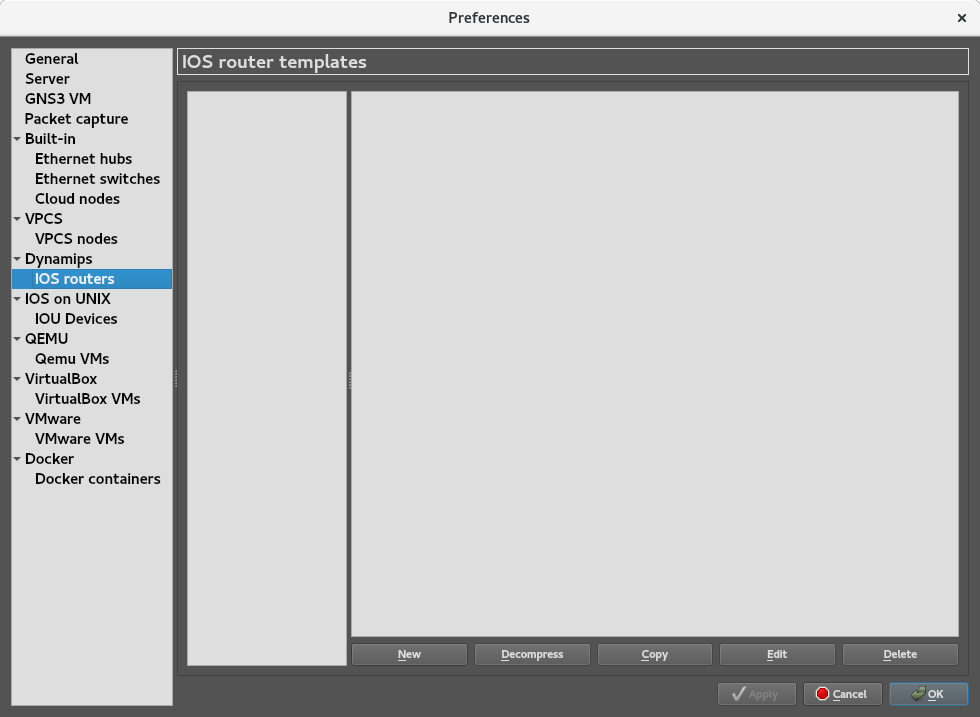 Preferences
General
Server
GNS3 VM
Packet capture
Built-in
Ethernet hubs
Ethernet switches
Cloud nodes
VPCS
VPCS nodes
Dynamips
IOS routers
IOS on UNIX
IOU Devices
QEMU
Qemu VMs
VirtualBox
VirtualBox VMs
VMware
VMware VMs
Docker
Docker containers
IOS router templates
New Decompress Copy Edit Delete
Apply Cancel OK